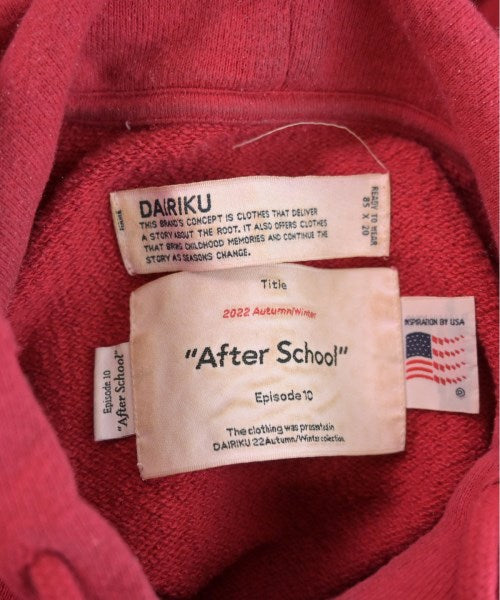 DAIRIKU
THIS BRAND'S CONCEPT IS CLOTHES THAT DELIVER
A STORY ABOUT THE ROOT. IT ALSO OFFERS CLOTHES
THAT BRING CHILDHOOD MEMORIES AND CONTINUE THE
STORY AS SEASONS CHANGE.
READY TO WEAR
85 X 20
Title
2022 Autumn/Winter
"After School"
Episode 10
The clothing was presented in
DAIRIKU 22Autumn/Winter collection
Episode 10
"After School"
INSPIRATION BY USA